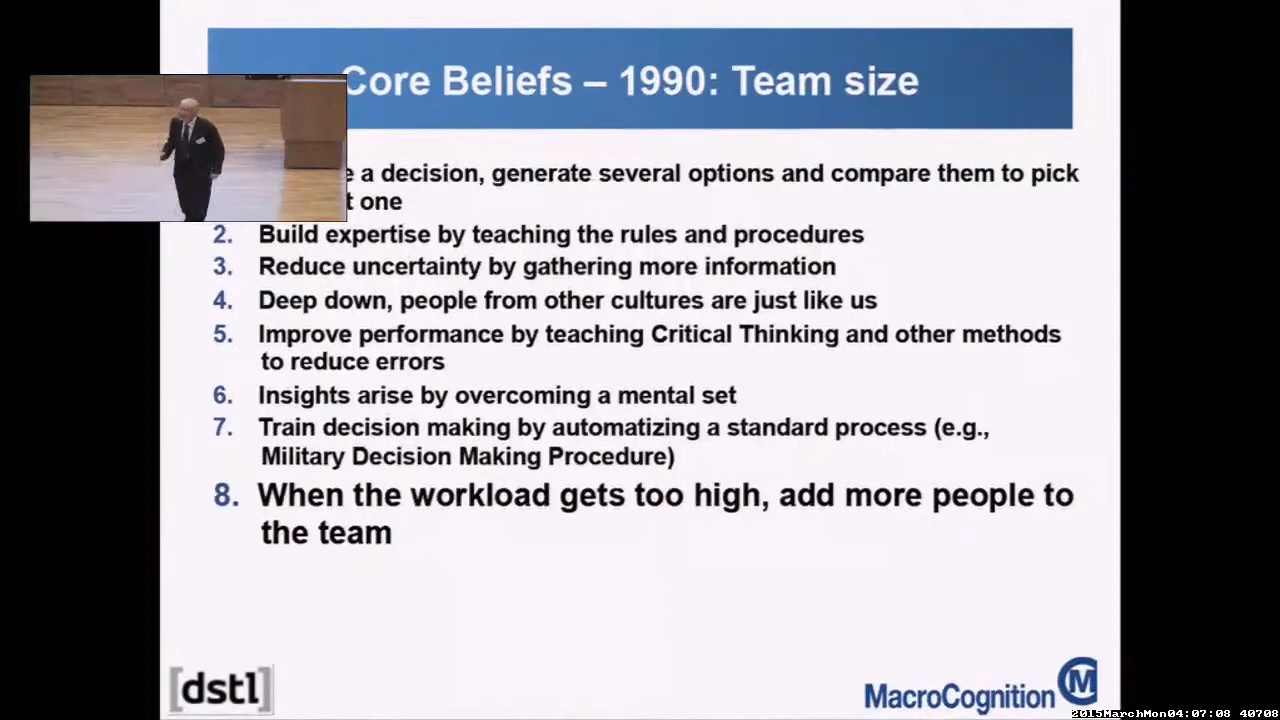 Core Beliefs – 1990: Team size
a decision, generate several options and compare them to pick
one
2. Build expertise by teaching the rules and procedures
3. Reduce uncertainty by gathering more information
4. Deep down, people from other cultures are just like us
5. Improve performance by teaching Critical Thinking and other methods
to reduce errors
6. Insights arise by overcoming a mental set
7. Train decision making by automatizing a standard process (e.g.,
Military Decision Making Procedure)
8. When the workload gets too high, add more people to
the team
[dstl]
MacroCognition M
2015MarchMon04:07:08 40708